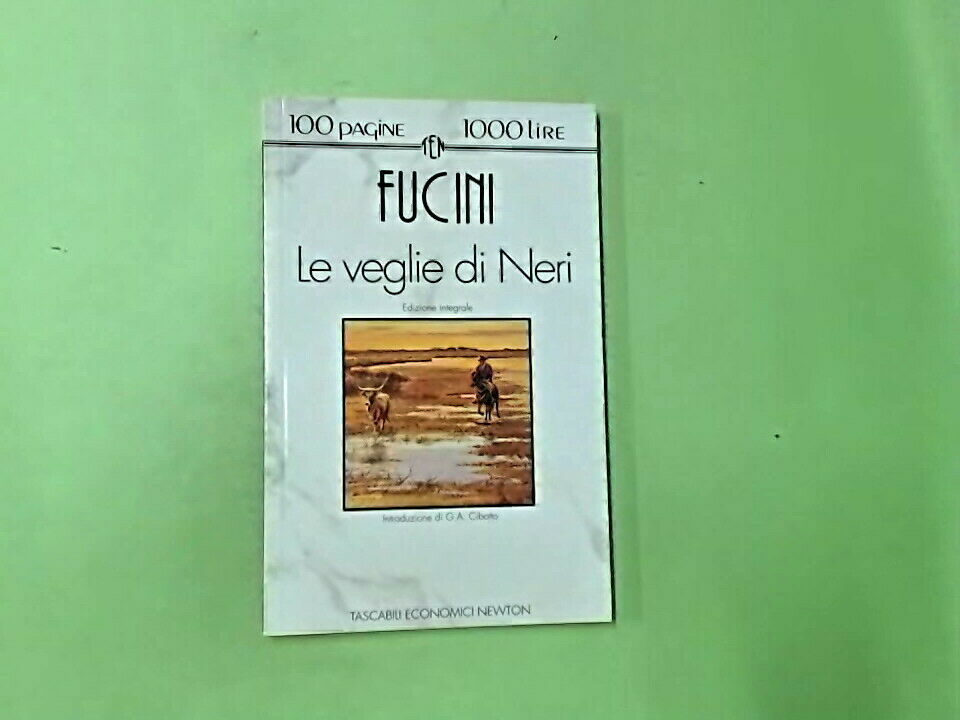 100 pagine 1000 lire
TEN
FUCINI
Le veglie di Neri
Edizione integrale
Introduzione di G.A. Cibotto
TASCABILI ECONOMICI NEWTON